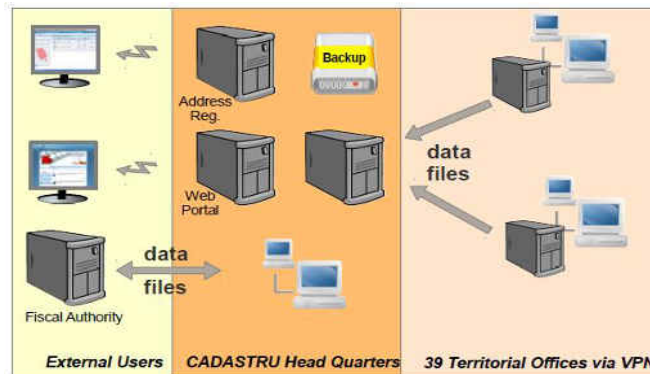 Backup
Address
Reg.
Web
Portal
data
files
data
files
Fiscal Authority
External Users
CADASTRU Head Quarters
39 Territorial Offices via VPN